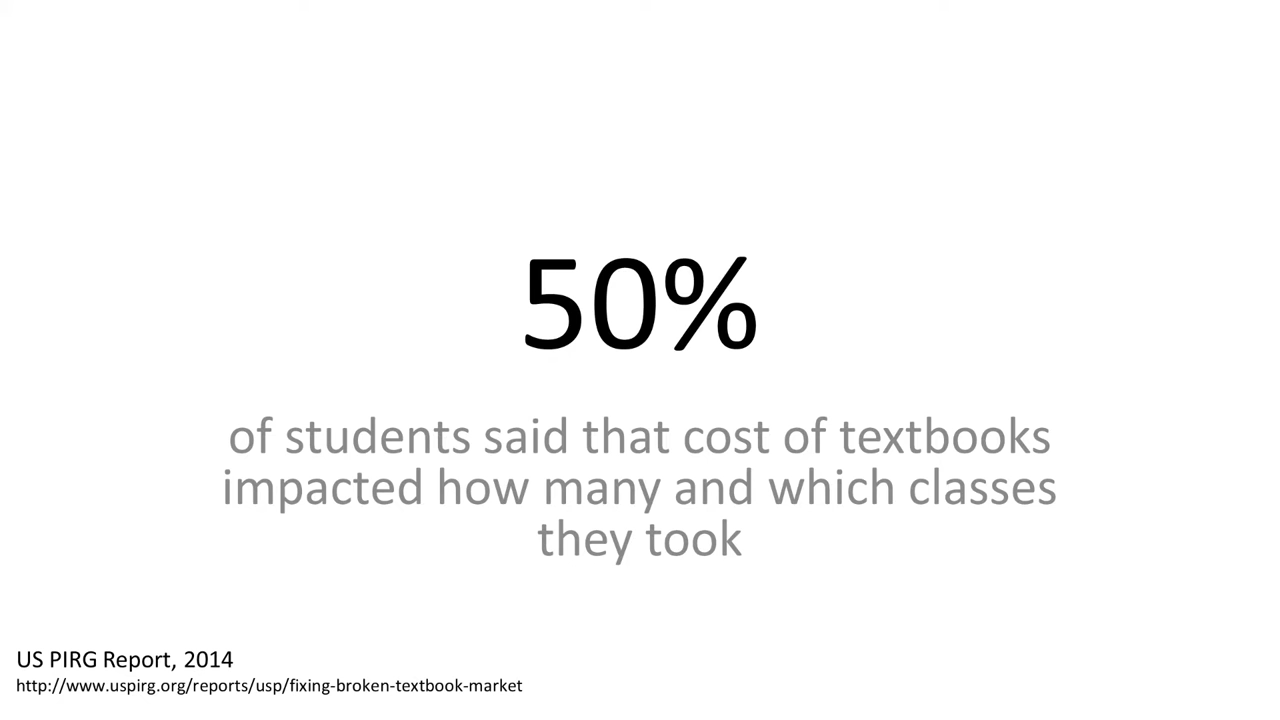 50%
of students said that cost of textbooks
impacted how many and which classes
they took
US PIRG Report, 2014
http://www.uspirg.org/reports/usp/fixing-broken-textbook-market